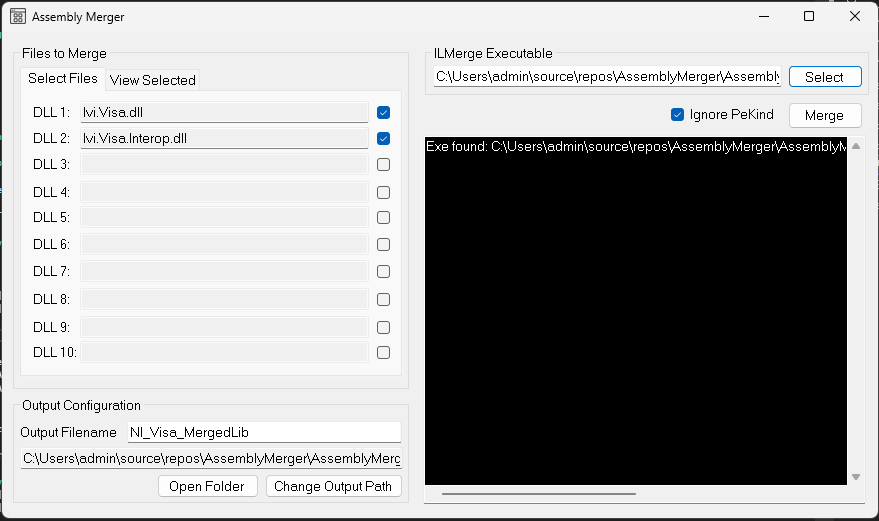 Assembly Merger
Files to Merge
Select Files
View Selected
DLL 1:
Ivi.Visa.dll
DLL 2:
Ivi.Visa.Interop.dll
DLL 3:
DLL 4:
DLL 5:
DLL 6:
DLL 7:
DLL 8:
DLL 9:
DLL 10:
Output Configuration
Output Filename
NI_Visa_MergedLib
C:\Users\admin\source\repos\AssemblyMerger\AssemblyMerg
Open Folder
Change Output Path
ILMerge Executable
C:\Users\admin\source\repos\AssemblyMerger\Assembly
Select
Ignore PeKind
Merge
Exe found: C:\Users\admin\source\repos\AssemblyMerger\AssemblyM